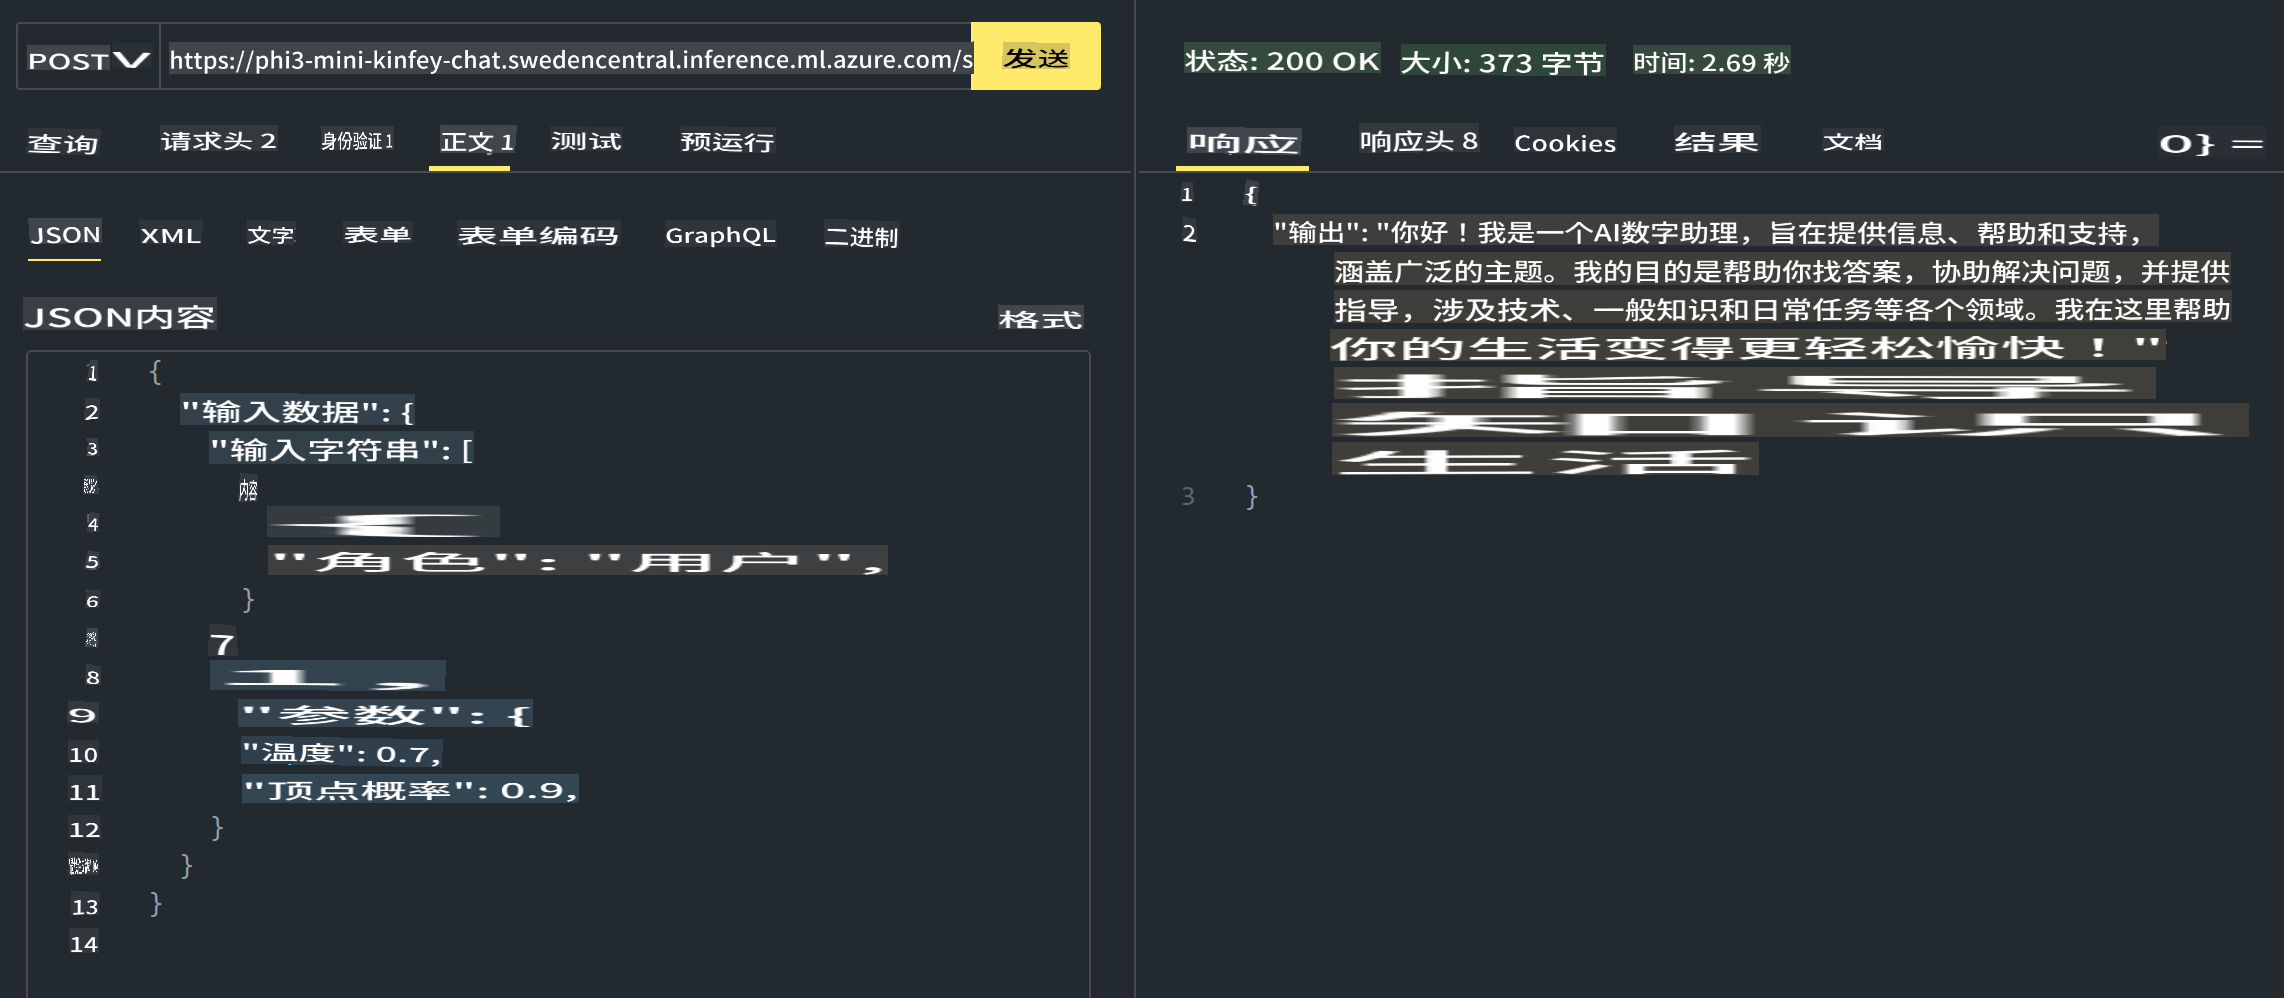 POST https://phi3-mini-kinfey-chat.swedencentral.inference.ml.azure.com/s 发送
查询 请求头 2 身份验证 1 正文 1 测试 预运行
JSON XML 文字 表单 表单编码 GraphQL 二进制
JSON内容 格式
1 {
2 "输入数据": {
3 "输入字符串": [
内容
4
5 "角色": "用户",
6 }
7
8
9 "参数": {
10 "温度": 0.7,
11 "顶点概率": 0.9,
12 }
}
13 }
14
状态: 200 OK 大小: 373 字节 时间: 2.69 秒
响应 响应头 8 Cookies 结果 文档 O} =
1 {
2 "输出": "你好！我是一个AI数字助理，旨在提供信息、帮助和支持，
涵盖广泛的主题。我的目的是帮助你找答案，协助解决问题，并提供
指导，涉及技术、一般知识和日常任务等各个领域。我在这里帮助
你的生活变得更轻松愉快！"
指导
知识
生活
3 }